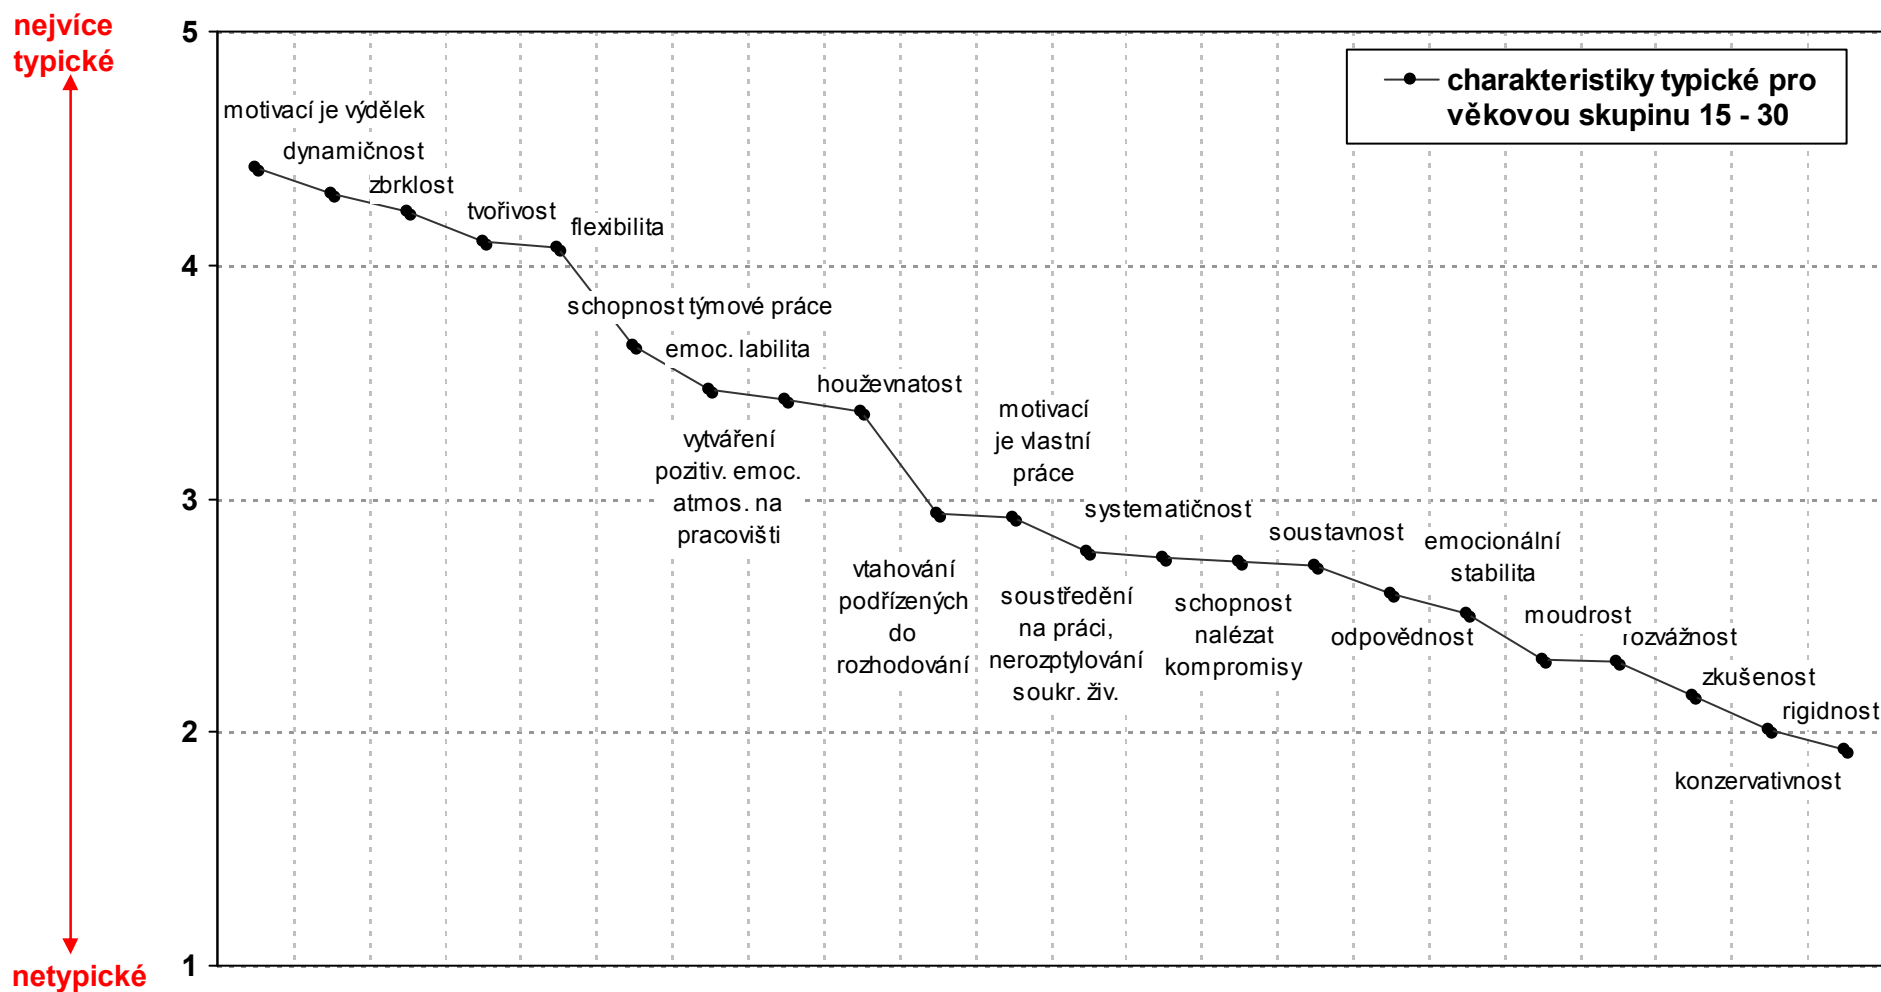 nejvíce
typické
5
charakteristiky typické pro
věkovou skupinu 15 - 30
motivací je výdělek
dynamičnost
zbrklost
tvořivost
flexibilita
4
schopnost týmové práce
emoc. labilita
houževnatost
motivací
je vlastní
práce
vytváření
pozitiv. emoc.
atmos. na
pracovišti
3
systematičnost
soustavnost
emocionální
stabilita
vtahování
podřízených
do
rozhodování
soustředění
na práci,
nerozptylování
soukr. živ.
schopnost
nalézat
kompromisy
odpovědnost
moudrost
rozvážnost
zkušenost
rigidnost
2
konzervativnost
1
netypické